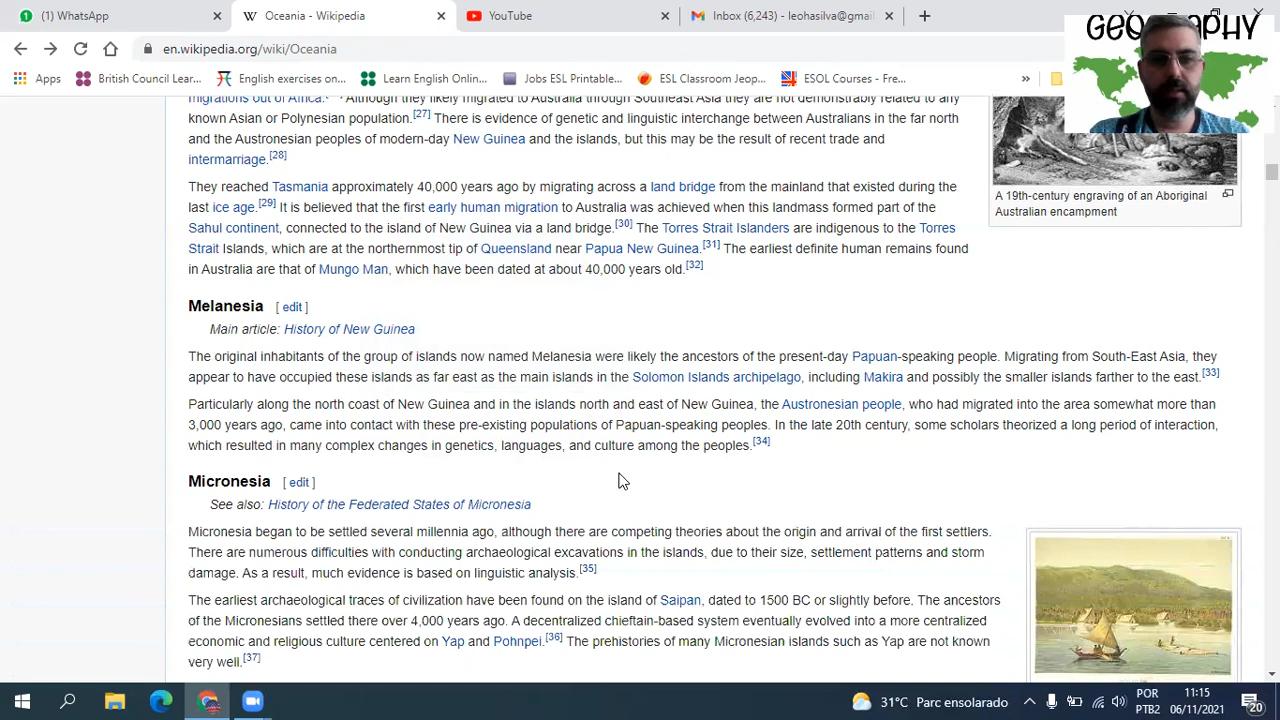 (1) WhatsApp
Oceania - Wikipedia
YouTube
Inbox (6,243) - leohasilva@gmail
en.wikipedia.org/wiki/Oceania
Apps
British Council Lear...
English exercises on...
Learn English Online...
Jobs ESL Printable...
ESL Classroom Jeop...
ESOL Courses - Fre...
»
migrations out of Africa. Although they likely migrated to Australia through Southeast Asia they are not demonstrably related to any
known Asian or Polynesian population.[27] There is evidence of genetic and linguistic interchange between Australians in the far north
and the Austronesian peoples of modern-day New Guinea and the islands, but this may be the result of recent trade and
intermarriage.[28]
They reached Tasmania approximately 40,000 years ago by migrating across a land bridge from the mainland that existed during the
last ice age.[29] It is believed that the first early human migration to Australia was achieved when this landmass formed part of the
Sahul continent, connected to the island of New Guinea via a land bridge.[30] The Torres Strait Islanders are indigenous to the Torres
Strait Islands, which are at the northernmost tip of Queensland near Papua New Guinea.[31] The earliest definite human remains found
in Australia are that of Mungo Man, which have been dated at about 40,000 years old.[32]
A 19th-century engraving of an Aboriginal
Australian encampment
Melanesia [ edit ]
Main article: History of New Guinea
The original inhabitants of the group of islands now named Melanesia were likely the ancestors of the present-day Papuan-speaking people. Migrating from South-East Asia, they
appear to have occupied these islands as far east as the main islands in the Solomon Islands archipelago, including Makira and possibly the smaller islands farther to the east.[33]
Particularly along the north coast of New Guinea and in the islands north and east of New Guinea, the Austronesian people, who had migrated into the area somewhat more than
3,000 years ago, came into contact with these pre-existing populations of Papuan-speaking peoples. In the late 20th century, some scholars theorized a long period of interaction,
which resulted in many complex changes in genetics, languages, and culture among the peoples.[34]
Micronesia [ edit ]
See also: History of the Federated States of Micronesia
Micronesia began to be settled several millennia ago, although there are competing theories about the origin and arrival of the first settlers.
There are numerous difficulties with conducting archaeological excavations in the islands, due to their size, settlement patterns and storm
damage. As a result, much evidence is based on linguistic analysis.[35]
The earliest archaeological traces of civilization have been found on the island of Saipan, dated to 1500 BC or slightly before. The ancestors
of the Micronesians settled there over 4,000 years ago. A decentralized chieftain-based system eventually evolved into a more centralized
economic and religious culture centered on Yap and Pohnpei.[36] The prehistories of many Micronesian islands such as Yap are not known
very well.[37]
31°C Parc ensolarado
POR
PTB2
11:15
06/11/2021
20